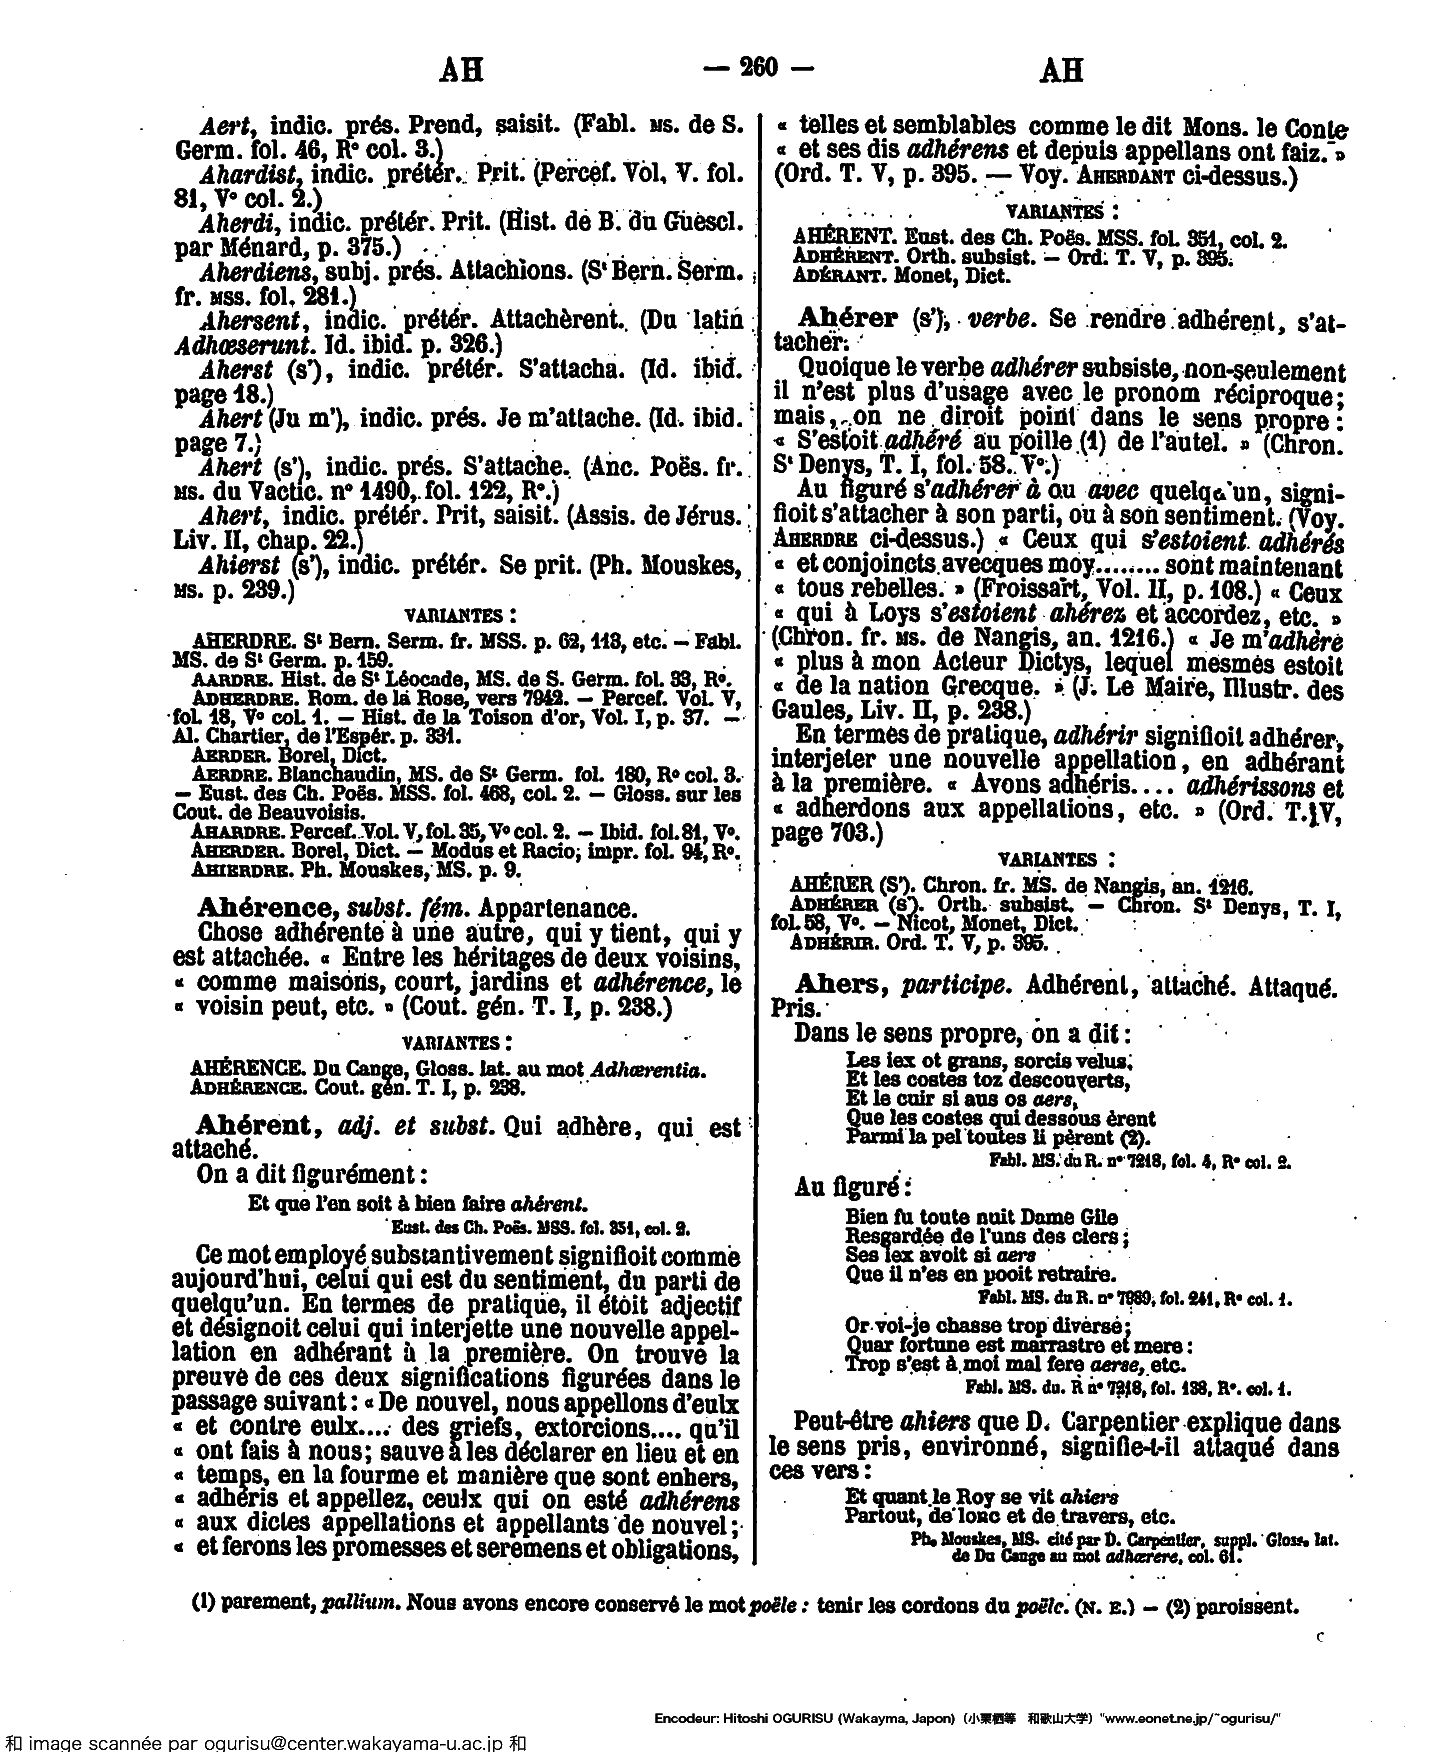 AH — 260 — AH
Aert, indic. prés. Prend, saisit. (Fabl. ms. de S.
Germ. fol. 46, R° col. 3.)
Ahardist, indic. prétér. Prit. (Percef. Vol. V. fol.
81, V° col. 2.)
Aherdi, indic. prétér. Prit. (Hist. de B. du Guescl.
par Ménard, p. 375.)
Aherdiens, subj. prés. Attachions. (St Bern. Serm.
fr. mss. fol. 281.)
Ahersent, indic. prétér. Attachèrent. (Du latin
Adhœserunt. Id. ibid. p. 326.)
Aherst (s'), indic. prétér. S'attacha. (Id. ibid.
page 18.)
Ahert (Ju m'), indic. prés. Je m'attache. (Id. ibid.
page 7.)
Ahert (s'), indic. prés. S'attache. (Anc. Poës. fr.
ms. du Vactic. n° 1490, fol. 122, R°.)
Ahert, indic. prétér. Prit, saisit. (Assis. de Jérus.
Liv. II, chap. 22.)
Ahierst (s'), indic. prétér. Se prit. (Ph. Mouskes,
ms. p. 239.)
VARIANTES :
AHERDRE. St Bern. Serm. fr. MSS. p. 62, 113, etc. — Fabl.
MS. de St Germ. p. 159.
AARDRE. Hist. de St Léocade, MS. de S. Germ. fol. 33, R°.
ADHERDRE. Rom. de la Rose, vers 7942. — Percef. Vol. V,
fol. 18, V° col. 1. — Hist. de la Toison d'or, Vol. I, p. 37. —
Al. Chartier, de l'Espér. p. 331.
AERDER. Borel, Dict.
AERDRE. Blanchaudin, MS. de St Germ. fol. 180, R° col. 3.
— Eust. des Ch. Poës. MSS. fol. 468, col. 2. — Gloss. sur les
Cout. de Beauvoisis.
AHARDRE. Percef. Vol. V, fol. 35, V° col. 2. — Ibid. fol. 81, V°.
AHERDER. Borel, Dict. — Modus et Racio; impr. fol. 94, R°.
AHIERDRE. Ph. Mouskes, MS. p. 9.
Ahérence, subst. fém. Appartenance.
Chose adhérente à une autre, qui y tient, qui y
est attachée. « Entre les héritages de deux voisins,
« comme maisons, court, jardins et adhérence, le
« voisin peut, etc. » (Cout. gén. T. I, p. 238.)
VARIANTES :
AHÉRENCE. Du Cange, Gloss. lat. au mot Adhærentia.
ADHÉRENCE. Cout. gén. T. I, p. 238.
Ahérent, adj. et subst. Qui adhère, qui est
attaché.
On a dit figurément :
Et que l'en soit à bien faire ahérent.
Eust. des Ch. Poës. MSS. fol. 351, col. 2.
Ce mot employé substantivement signifioit comme
aujourd'hui, celui qui est du sentiment, du parti de
quelqu'un. En termes de pratique, il étoit adjectif
et désignoit celui qui interjette une nouvelle appel-
lation en adhérant à la première. On trouve la
preuve de ces deux significations figurées dans le
passage suivant : « De nouvel, nous appellons d'eulx
« et contre eulx.... des griefs, extorcions.... qu'il
« ont fais à nous; sauve à les déclarer en lieu et en
« temps, en la fourme et manière que sont enhers,
« adhéris et appellez, ceulx qui on esté adhérens
« aux dictes appellations et appellants de nouvel;
« et ferons les promesses et seremens et obligations,
« telles et semblables comme le dit Mons. le Conte
« et ses dis adhérens et depuis appellans ont faiz. »
(Ord. T. V, p. 395. — Voy. AHERDANT ci-dessus.)
VARIANTES :
AHÉRENT. Eust. des Ch. Poës. MSS. fol. 351, col. 2.
ADHÉRENT. Orth. subsist. — Ord. T. V, p. 395.
ADÉRANT. Monet, Dict.
Ahérer (s'), verbe. Se rendre adhérent, s'at-
tacher.
Quoique le verbe adhérer subsiste, non-seulement
il n'est plus d'usage avec le pronom réciproque;
mais, on ne diroit point dans le sens propre :
« S'estoit adhéré au poille (1) de l'autel. » (Chron.
St Denys, T. I, fol. 58. V°.)
Au figuré s'adhérer à ou avec quelqu'un, signi-
fioit s'attacher à son parti, ou à son sentiment. (Voy.
AHERDRE ci-dessus.) « Ceux qui s'estoient adhérés
« et conjoincts avecques moy........ sont maintenant
« tous rebelles. » (Froissart, Vol. II, p. 108.) « Ceux
« qui à Loys s'estoient ahérez et accordez, etc. »
(Chron. fr. ms. de Nangis, an. 1216.) « Je m'adhère
« plus à mon Acteur Dictys, lequel mesmes estoit
« de la nation Grecque. » (J. Le Maire, Illustr. des
Gaules, Liv. II, p. 238.)
En termes de pratique, adhérir signifioit adhérer,
interjeter une nouvelle appellation, en adhérant
à la première. « Avons adhéris.... adhérissons et
« adherdons aux appellations, etc. » (Ord. T. IV,
page 703.)
VARIANTES :
AHÉRER (S'). Chron. fr. MS. de Nangis, an. 1216.
ADHÉRER (s'). Orth. subsist. — Chron. St Denys, T. I,
fol. 58, V°. — Nicot, Monet, Dict.
ADHÉRIR. Ord. T. V, p. 395.
Ahers, participe. Adhérent, attaché. Attaqué.
Pris.
Dans le sens propre, on a dit :
Les iex ot grans, sorcis velus;
Et les costes toz descouverts,
Et le cuir si aus os aers,
Que les costes qui dessous èrent
Parmi la pel toutes li pèrent (2).
Fabl. MS. du R. n° 7218, fol. 4, R° col. 2.
Au figuré :
Bien fu toute nuit Dame Gile
Resgardée de l'uns des clers;
Ses iex avoit si aers
Que il n'es en pooit retraire.
Fabl. MS. du R. n° 7989, fol. 241, R° col. 1.
Or voi-je chasse trop diverse;
Quar fortune est marrastre et mere :
Trop s'est à moi mal fere aerse, etc.
Fabl. MS. du. R n° 7218, fol. 138, R°. col. 1.
Peut-être ahiers que D. Carpentier explique dans
le sens pris, environné, signifie-t-il attaqué dans
ces vers :
Et quant le Roy se vit ahiers
Partout, de lonc et de travers, etc.
Ph. Mouskes, MS. cité par D. Carpentier, suppl. Gloss. lat.
de Du Cange au mot adhærere, col. 61.
(1) parement, pallium. Nous avons encore conservé le mot poële : tenir les cordons du poële. (N. E.) — (2) paroissent.
C
Encodeur: Hitoshi OGURISU (Wakayma, Japon) (小栗栖等 和歌山大学) "www.eonet.ne.jp/~ogurisu/"
和 image scannée par ogurisu@center.wakayama-u.ac.jp 和